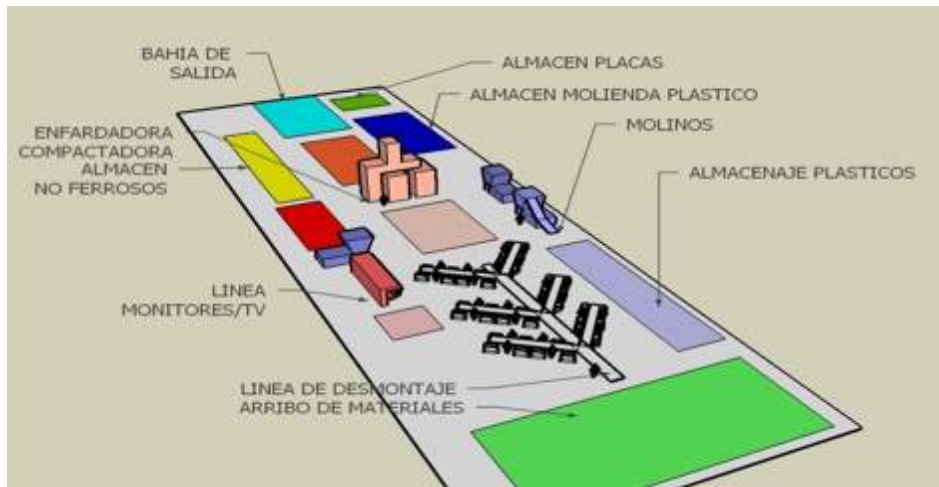 BAHIA DE
SALIDA
ALMACEN PLACAS
ALMACEN MOLIENDA PLASTICO
ENFARDADORA
COMPACTADORA
ALMACEN
NO FERROSOS
MOLINOS
ALMACENAJE PLASTICOS
LINEA
MONITORES/TV
LINEA DE DESMONTAJE
ARRIBO DE MATERIALES